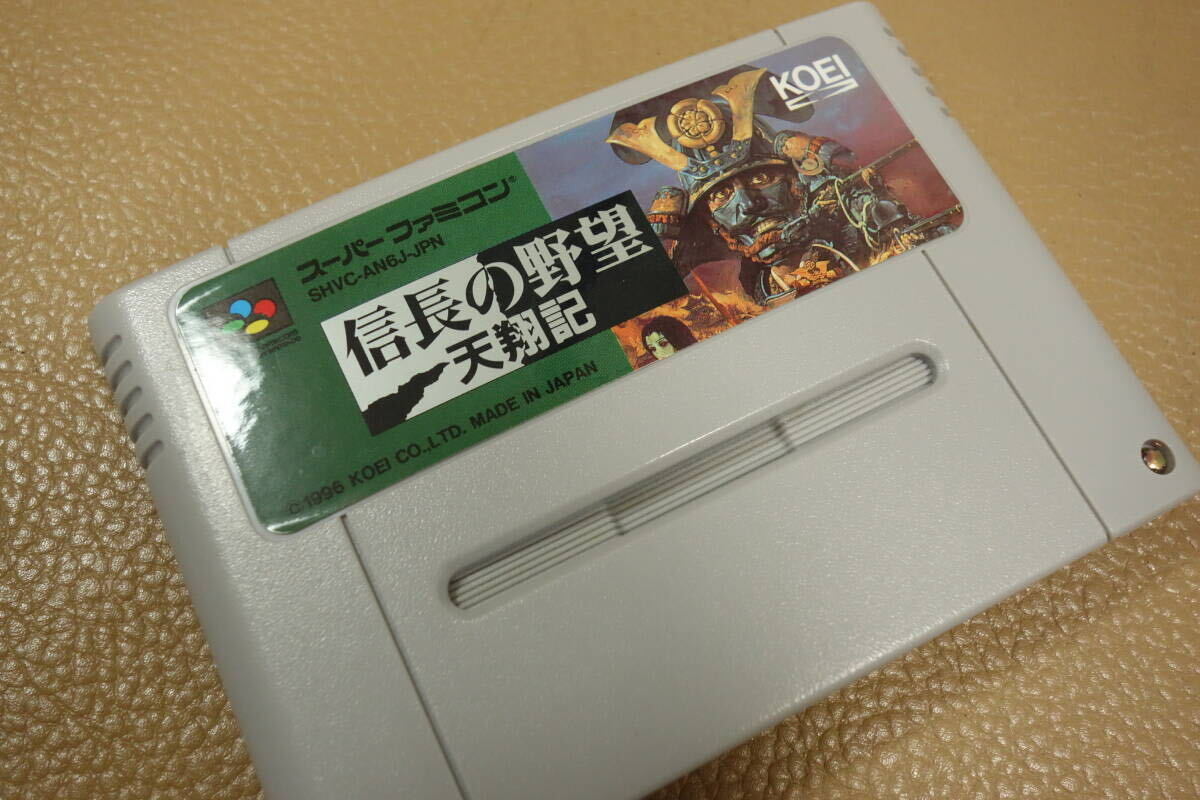 KOEI
スーパーファミコン®
SHVC-AN6J-JPN
信長の野望
天翔記
©1996 KOEI CO.,LTD. MADE IN JAPAN